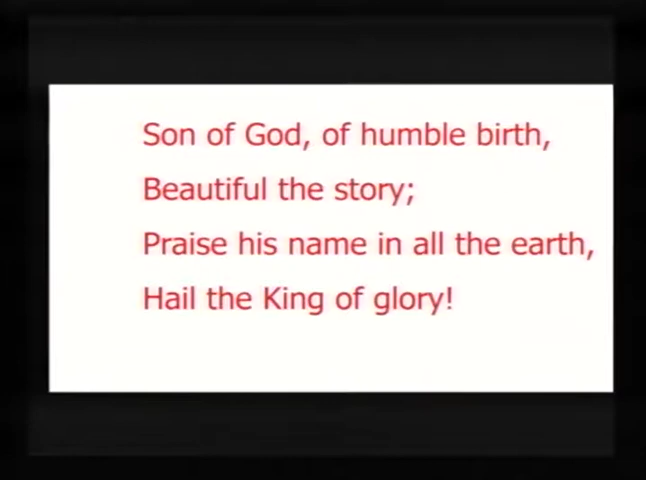 Son of God, of humble birth,
Beautiful the story;
Praise his name in all the earth,
Hail the King of glory!